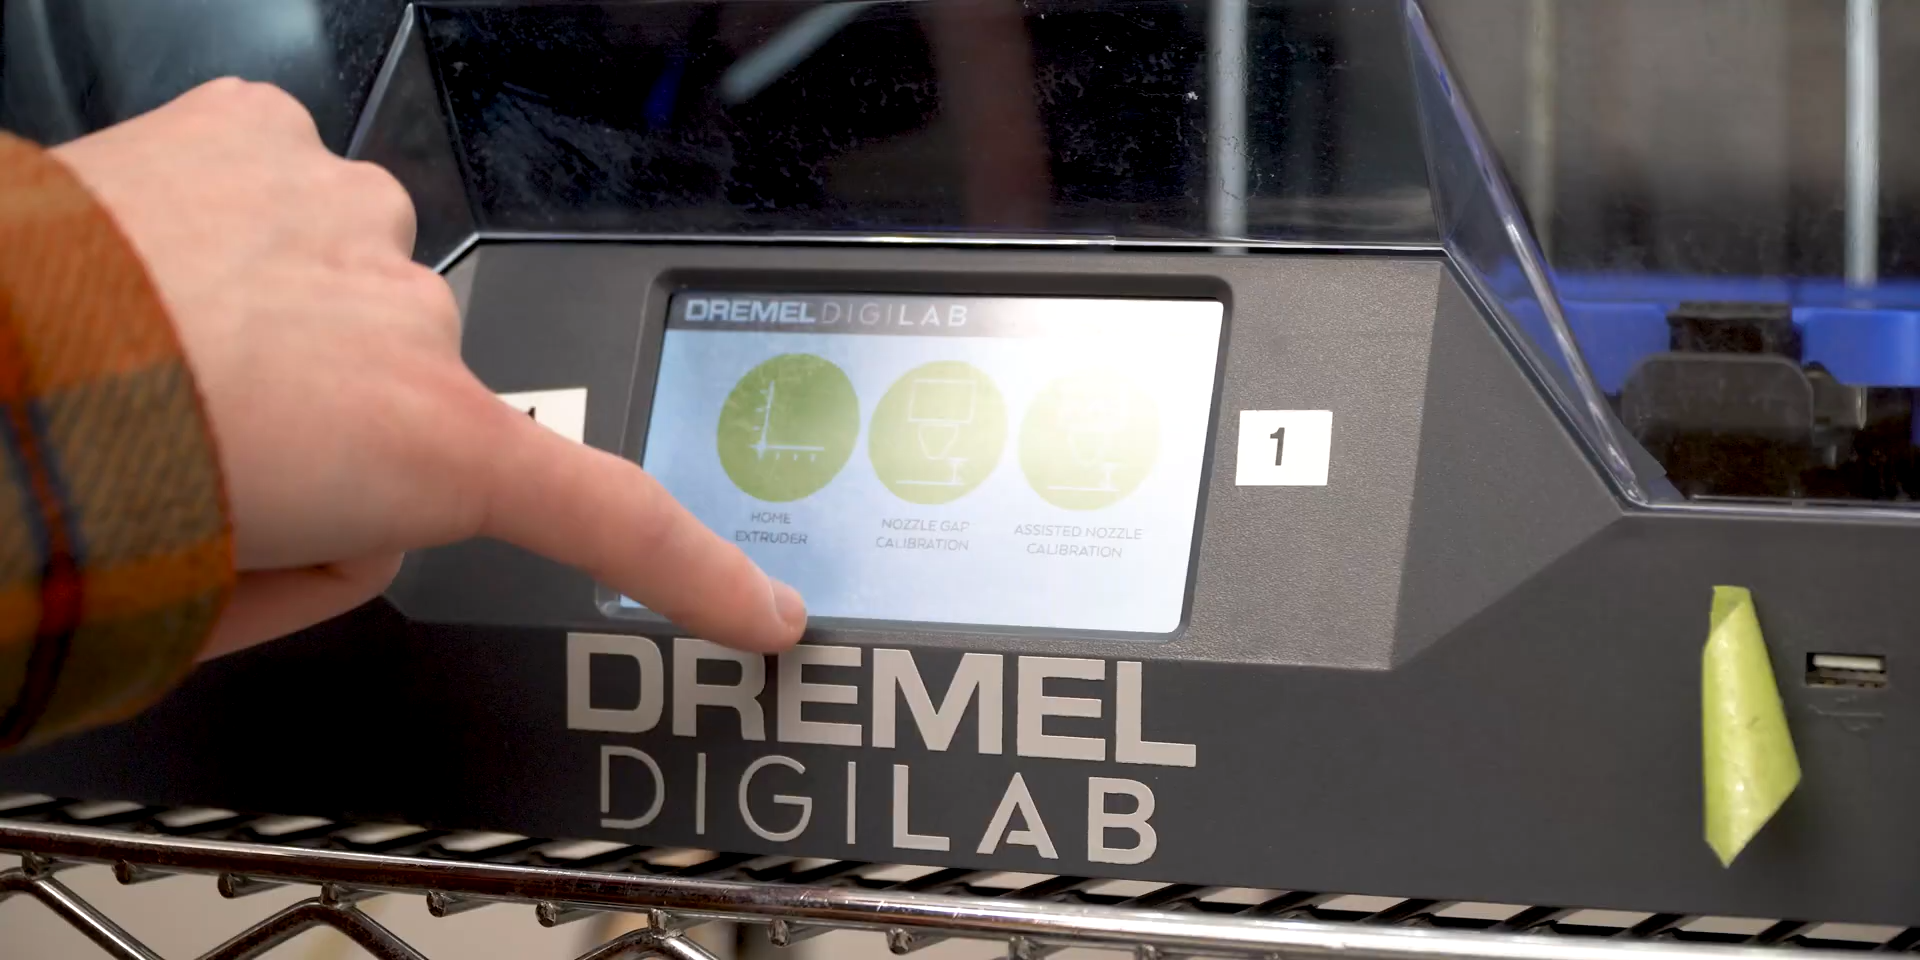 DREMEL DIGILAB
HOME
EXTRUDER
NOZZLE GAP
CALIBRATION
ASSISTED NOZZLE
CALIBRATION
1
DREMEL
DIGILAB